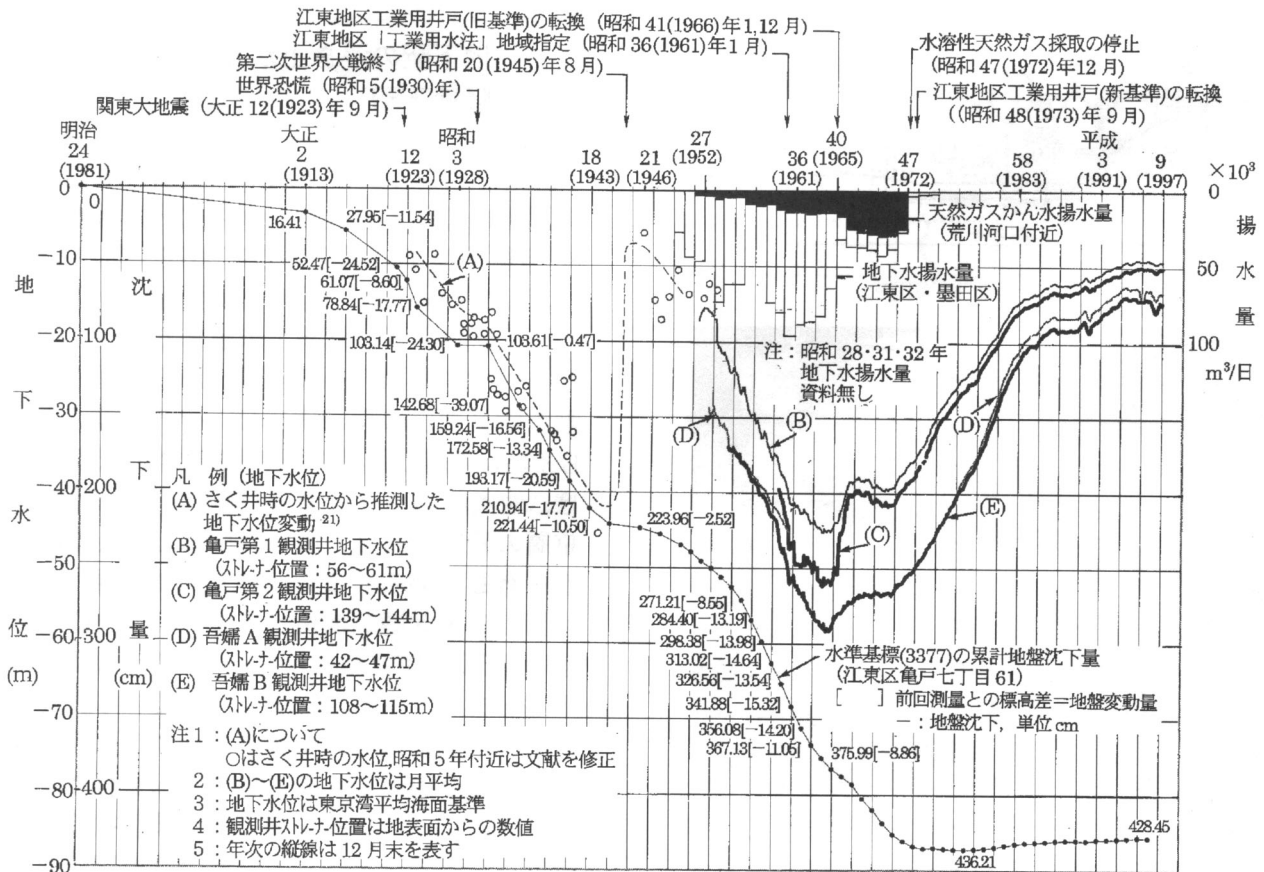 江東地区工業用井戸(旧基準)の転換（昭和41(1966)年1,12月）
江東地区「工業用水法」地域指定（昭和36(1961)年1月）
第二次世界大戦終了（昭和20(1945)年8月）
世界恐慌（昭和5(1930)年）
関東大地震（大正12(1923)年9月）
水溶性天然ガス採取の停止
(昭和47(1972)年12月)
江東地区工業用井戸(新基準)の転換
((昭和48(1973)年9月)
明治
24
(1981)
大正
2
(1913)
12
(1923)
昭和
3
(1928)
18
(1943)
21
(1946)
27
(1952)
36
(1961)
40
(1965)
47
(1972)
58
(1983)
平成
3
(1991)
9
(1997)
0
0
-10
-20
100
-30
-40
200
-50
-60
300
-70
-80
400
-90
地下水位(m)
沈下量(cm)
×10³
0
50
100
m³/日
揚水量
16.41
27.95[-11.54]
52.47[-24.52]
61.07[-8.60]
78.84[-17.77]
103.14[-24.30]
103.61[-0.47]
142.68[-39.07]
159.24[-16.56]
172.58[-13.34]
193.17[-20.59]
210.94[-17.77]
221.44[-10.50]
223.96[-2.52]
271.21[-8.55]
284.40[-13.19]
298.38[-13.98]
313.02[-14.64]
326.56[-13.54]
341.88[-15.32]
356.08[-14.20]
367.13[-11.05]
375.99[-8.86]
436.21
428.45
(A)
(B)
(C)
(D)
(D)
(E)
天然ガスかん水揚水量
(荒川河口付近)
地下水揚水量
(江東区・墨田区)
注：昭和28・31・32年
地下水揚水量
資料無し
水準基標(3377)の累計地盤沈下量
(江東区亀戸七丁目61)
[　] 前回測量との標高差＝地盤変動量
－：地盤沈下，単位cm
凡　例（地下水位）
(A) さく井時の水位から推測した
地下水位変動 21)
(B) 亀戸第1観測井地下水位
(ストレーナー位置：56～61m)
(C) 亀戸第2観測井地下水位
(ストレーナー位置：139～144m)
(D) 吾嬬A観測井地下水位
(ストレーナー位置：42～47m)
(E) 吾嬬B観測井地下水位
(ストレーナー位置：108～115m)
注1：(A)について
○はさく井時の水位,昭和5年付近は文献を修正
2：(B)～(E)の地下水位は月平均
3：地下水位は東京湾平均海面基準
4：観測井ストレーナー位置は地表面からの数値
5：年次の縦線は12月末を表す